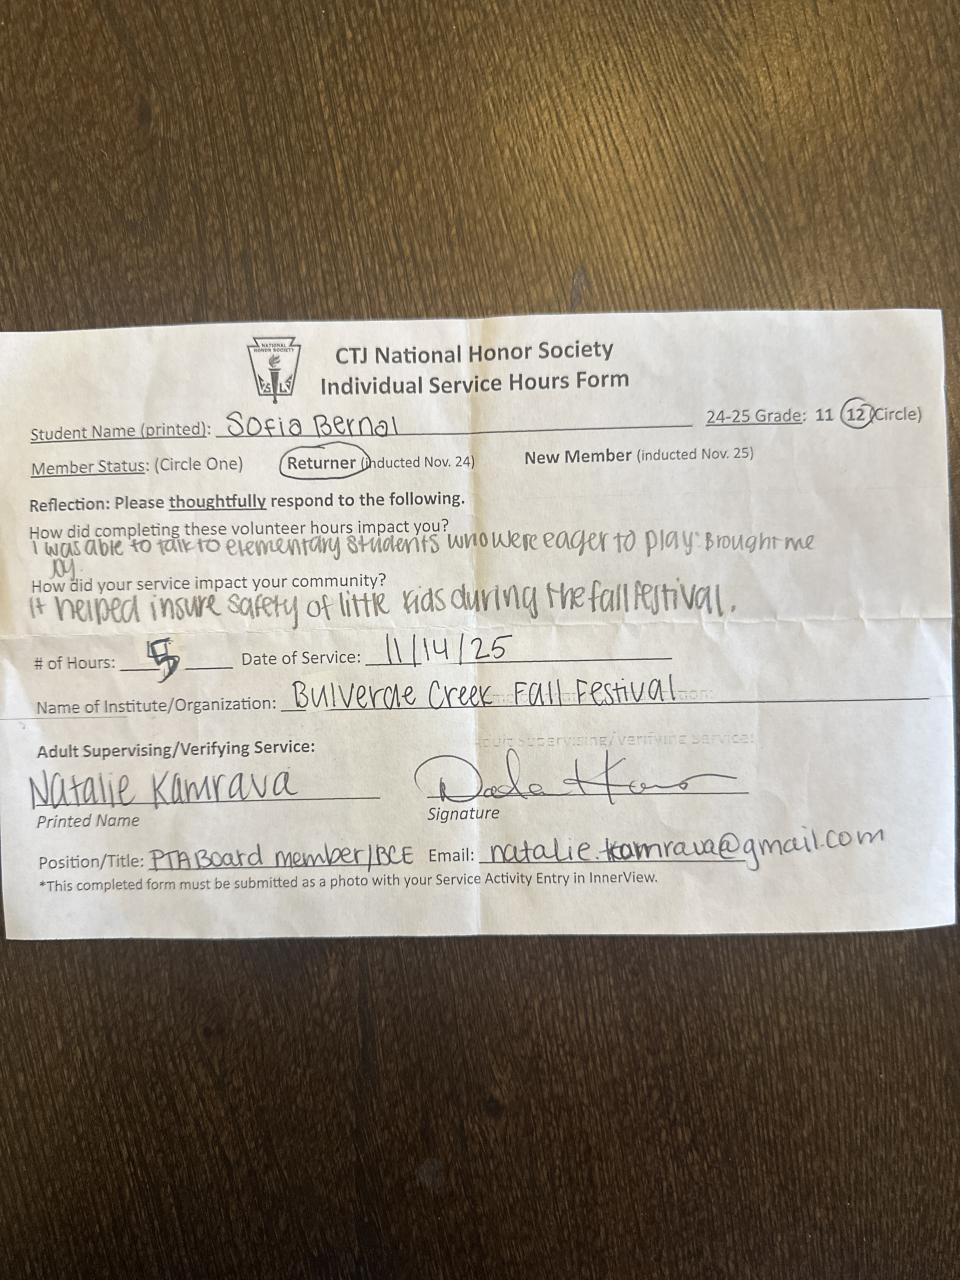 NATIONAL
HONOR SOCIETY
CTJ National Honor Society
Individual Service Hours Form
Student Name (printed): Sofia Bernal 24-25 Grade: 11 12 (Circle)
Member Status: (Circle One) Returner (inducted Nov. 24) New Member (inducted Nov. 25)
Reflection: Please thoughtfully respond to the following.
How did completing these volunteer hours impact you?
I was able to talk to elementary students who were eager to play. Brought me
joy.
How did your service impact your community?
It helped insure safety of little kids during the fall festival.
# of Hours: 5 Date of Service: 11/14/25
Name of Institute/Organization: Bulverde Creek Fall Festival
Adult Supervising/Verifying Service:
Natalie Kamrava
Printed Name Signature
Position/Title: PTA Board member/BCE Email: natalie.kamrava@gmail.com
*This completed form must be submitted as a photo with your Service Activity Entry in InnerView.